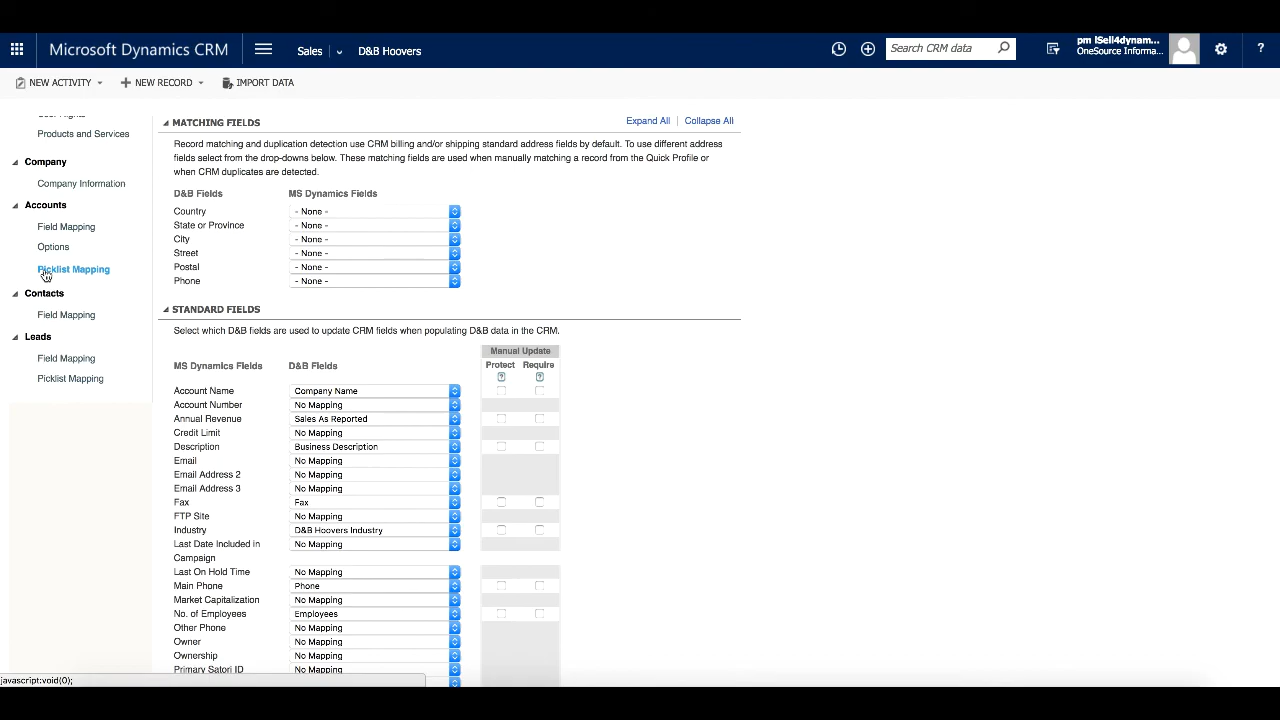 Microsoft Dynamics CRM
Sales
D&B Hoovers
Search CRM data
pm ISell4dynam...
OneSource Informa...
?
NEW ACTIVITY
NEW RECORD
IMPORT DATA
User Rights
Products and Services
Company
Company Information
Accounts
Field Mapping
Options
Picklist Mapping
Contacts
Field Mapping
Leads
Field Mapping
Picklist Mapping
MATCHING FIELDS
Expand All | Collapse All
Record matching and duplication detection use CRM billing and/or shipping standard address fields by default. To use different address
fields select from the drop-downs below. These matching fields are used when manually matching a record from the Quick Profile or
when CRM duplicates are detected.
D&B Fields MS Dynamics Fields
Country - None -
State or Province - None -
City - None -
Street - None -
Postal - None -
Phone - None -
STANDARD FIELDS
Select which D&B fields are used to update CRM fields when populating D&B data in the CRM.
Manual Update
MS Dynamics Fields D&B Fields Protect Require
? ?
Account Name Company Name
Account Number No Mapping
Annual Revenue Sales As Reported
Credit Limit No Mapping
Description Business Description
Email No Mapping
Email Address 2 No Mapping
Email Address 3 No Mapping
Fax Fax
FTP Site No Mapping
Industry D&B Hoovers Industry
Last Date Included in No Mapping
Campaign
Last On Hold Time No Mapping
Main Phone Phone
Market Capitalization No Mapping
No. of Employees Employees
Other Phone No Mapping
Owner No Mapping
Ownership No Mapping
Primary Satori ID No Mapping
javascript:void(0);